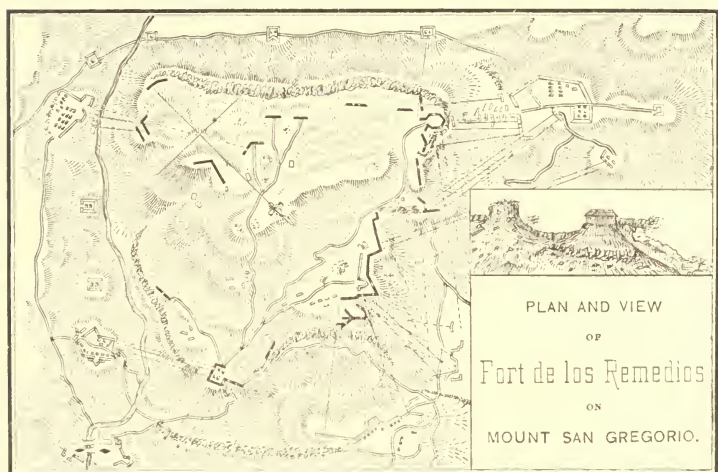 PLAN AND VIEW
OF
Fort de los Remedios
ON
MOUNT SAN GREGORIO.